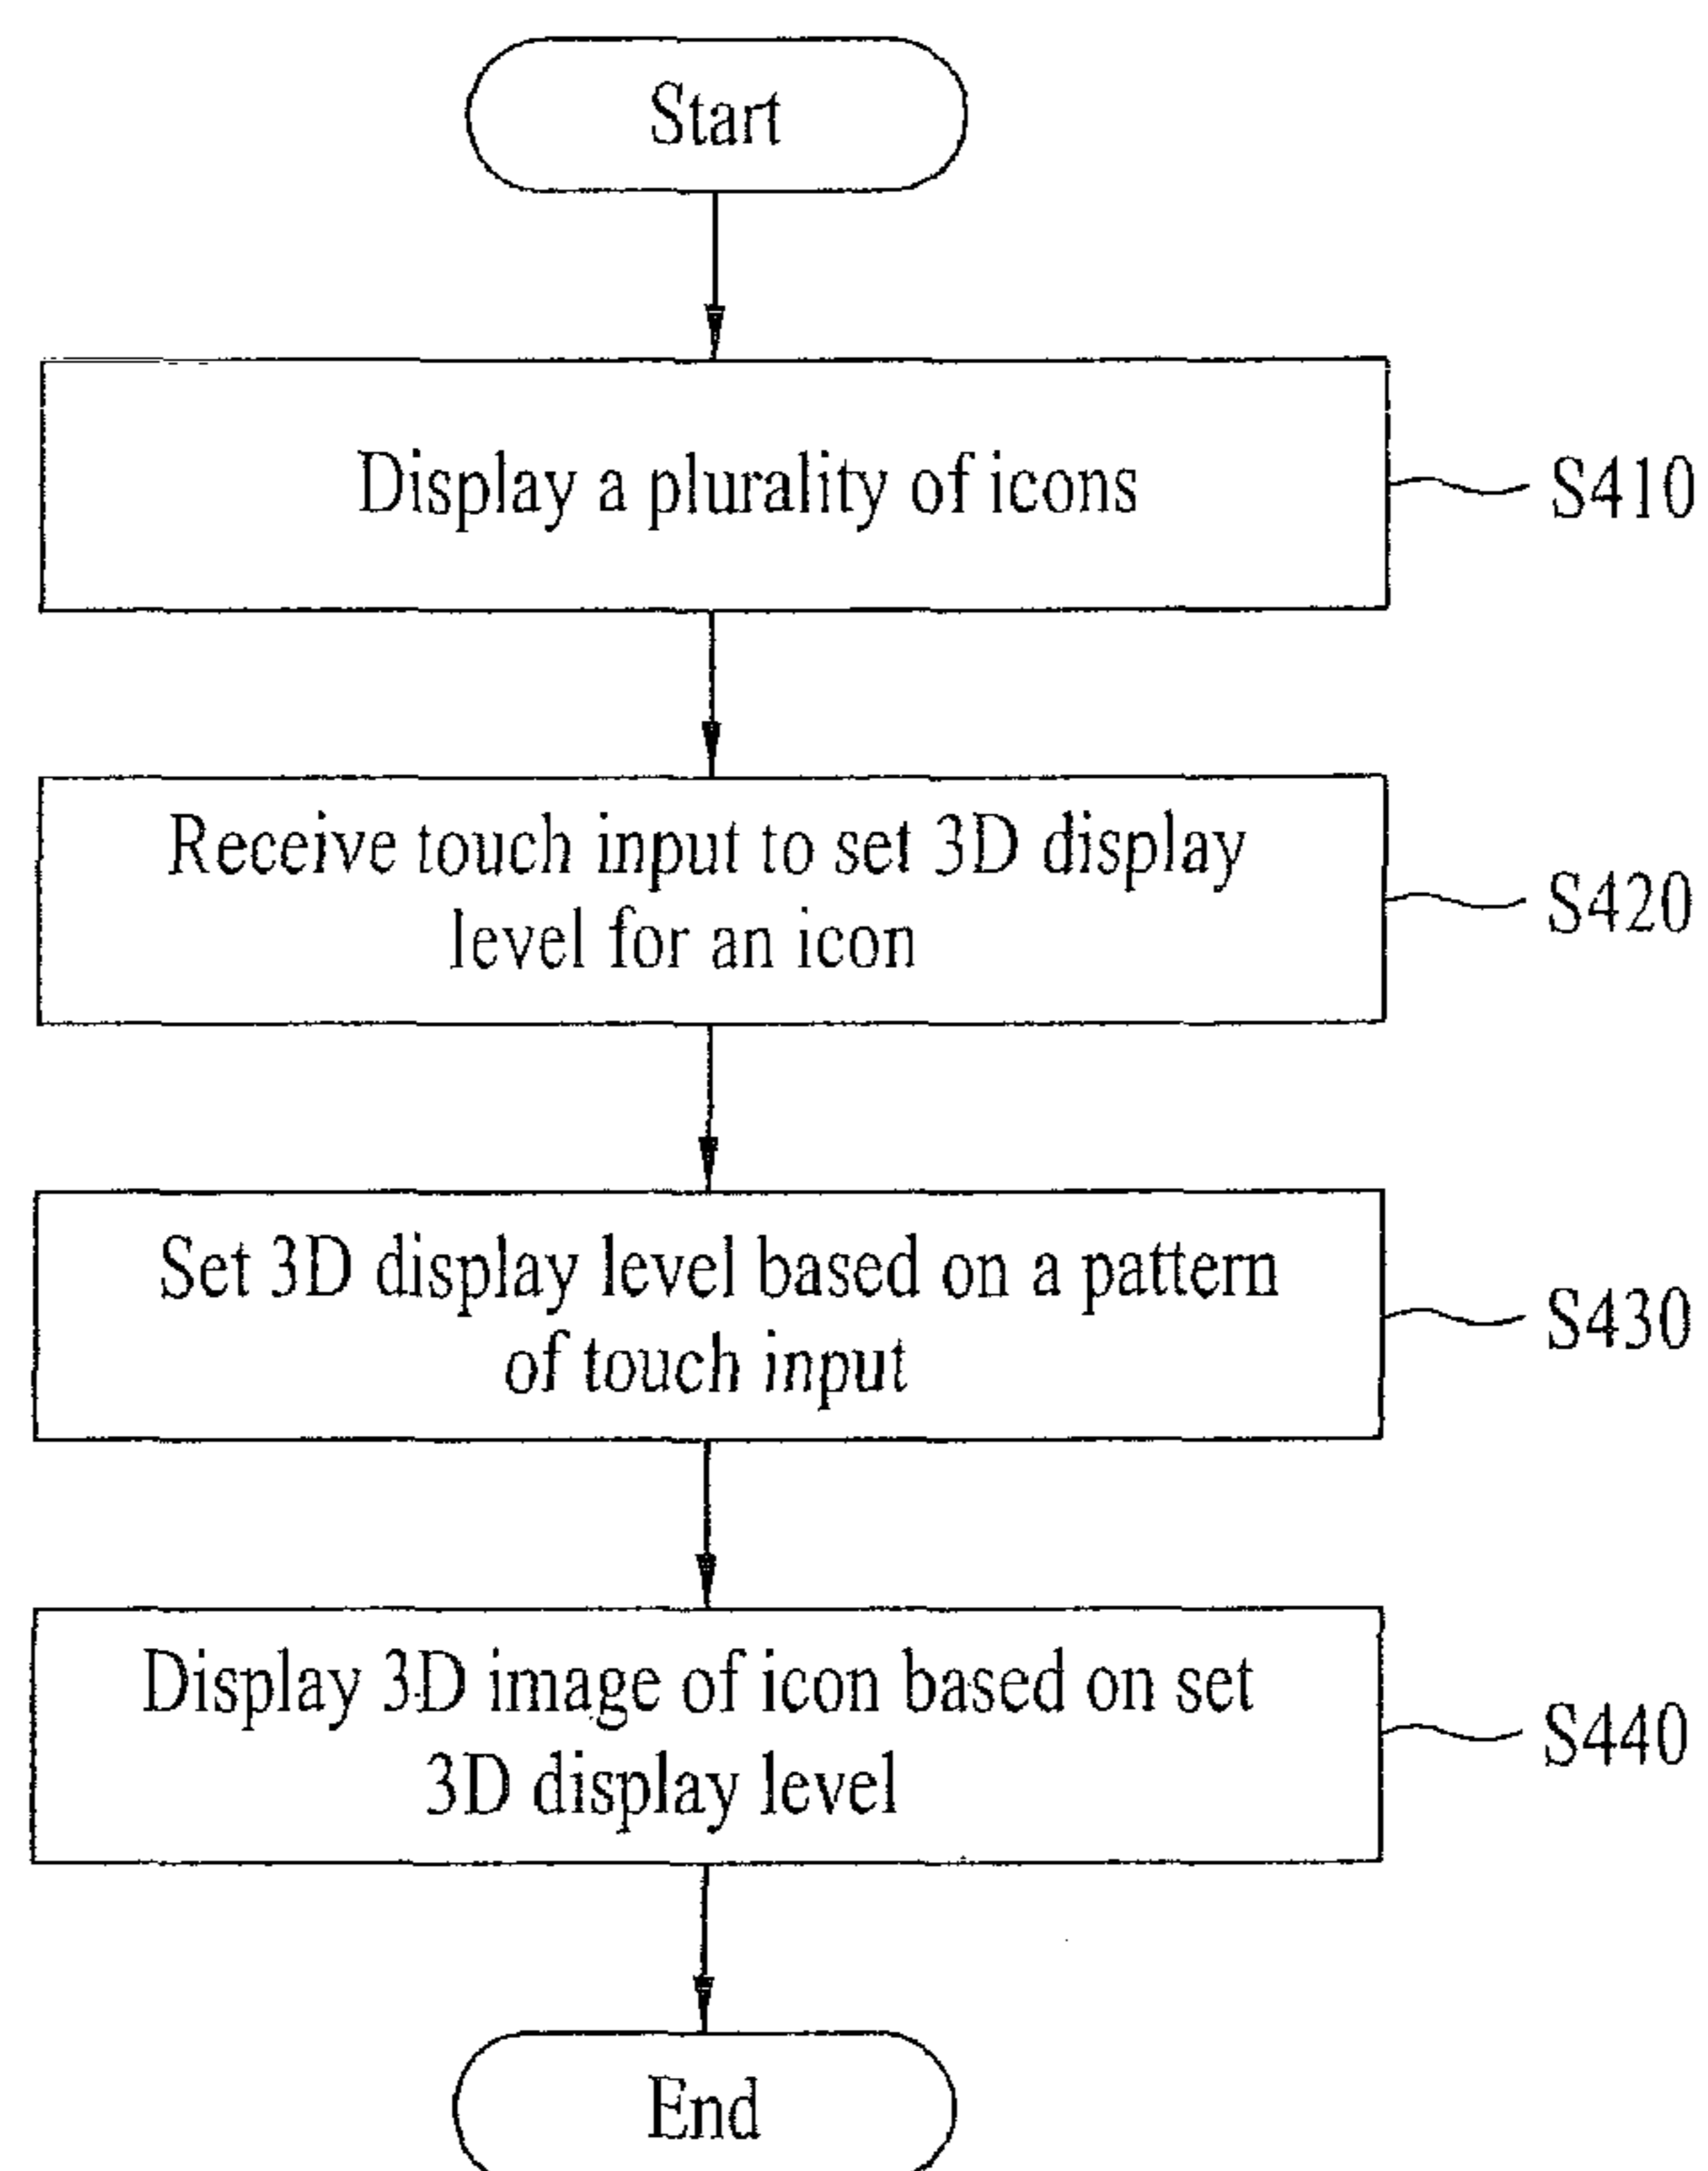 Start
Display a plurality of icons
S410
Receive touch input to set 3D display
level for an icon
S420
Set 3D display level based on a pattern
of touch input
S430
Display 3D image of icon based on set
3D display level
S440
End